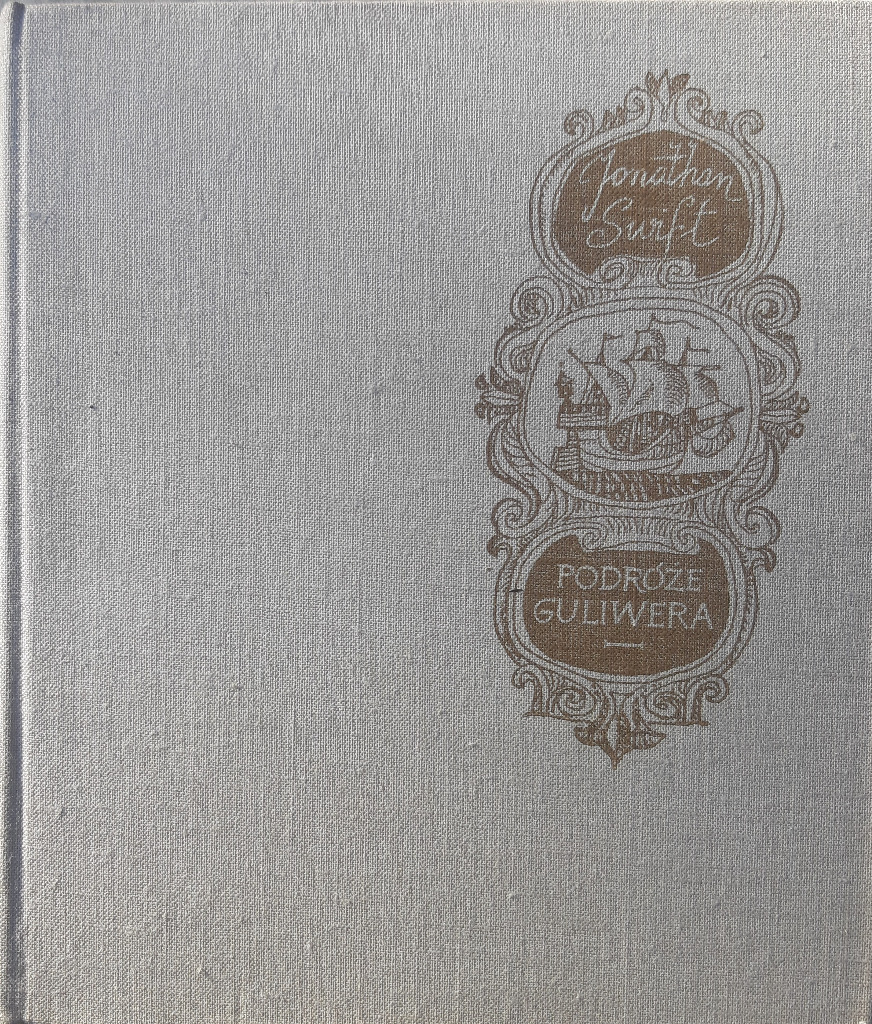 Jonathan
Swift
PODRÓŻE
GULIWERA